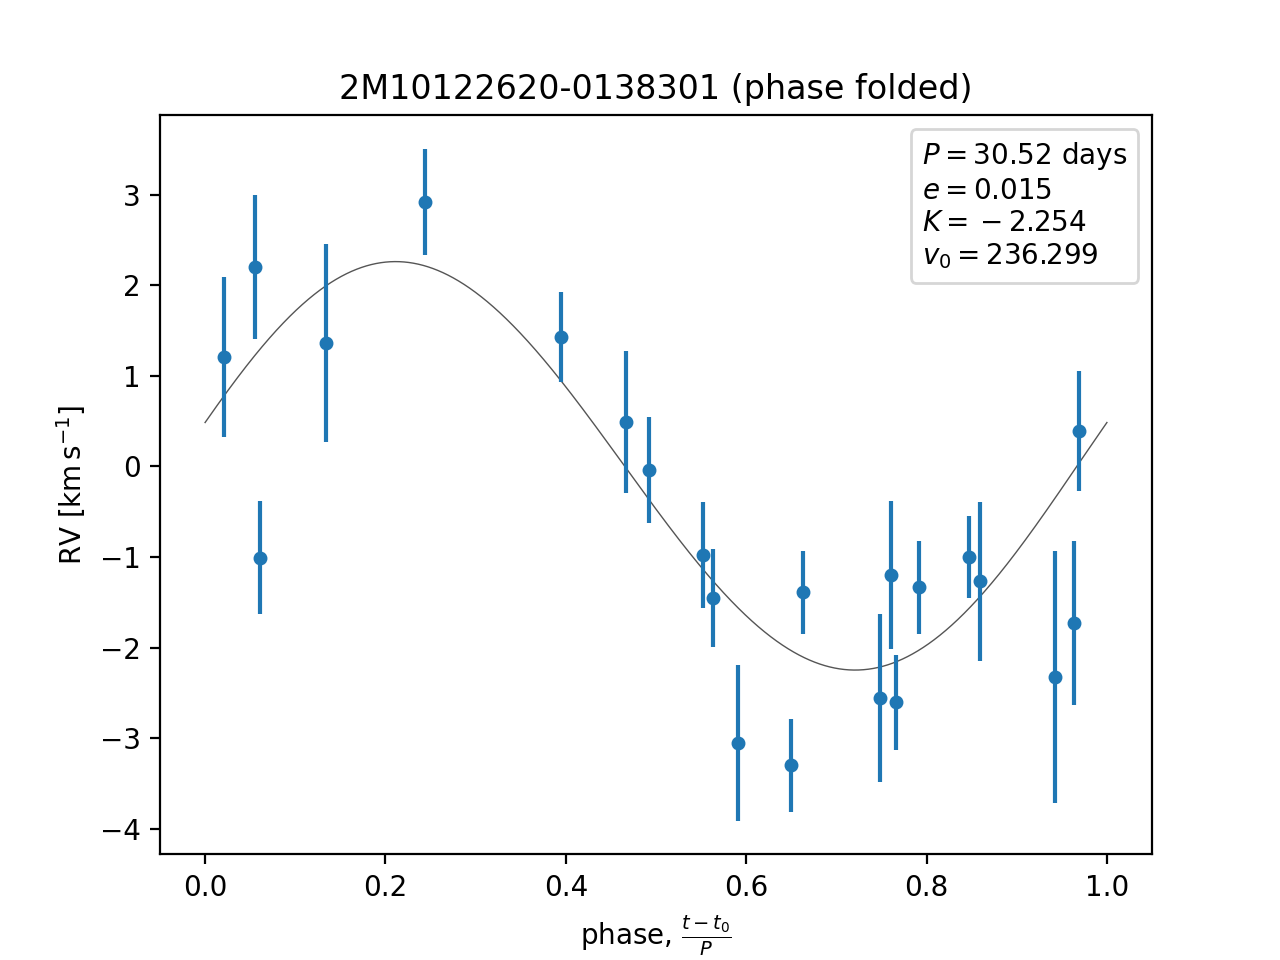 2M10122620-0138301 (phase folded)
P = 30.52 days
e = 0.015
K = −2.254
v₀ = 236.299
RV [km s⁻¹]
3
2
1
0
−1
−2
−3
−4
0.0 0.2 0.4 0.6 0.8 1.0
phase, (t − t₀)/P